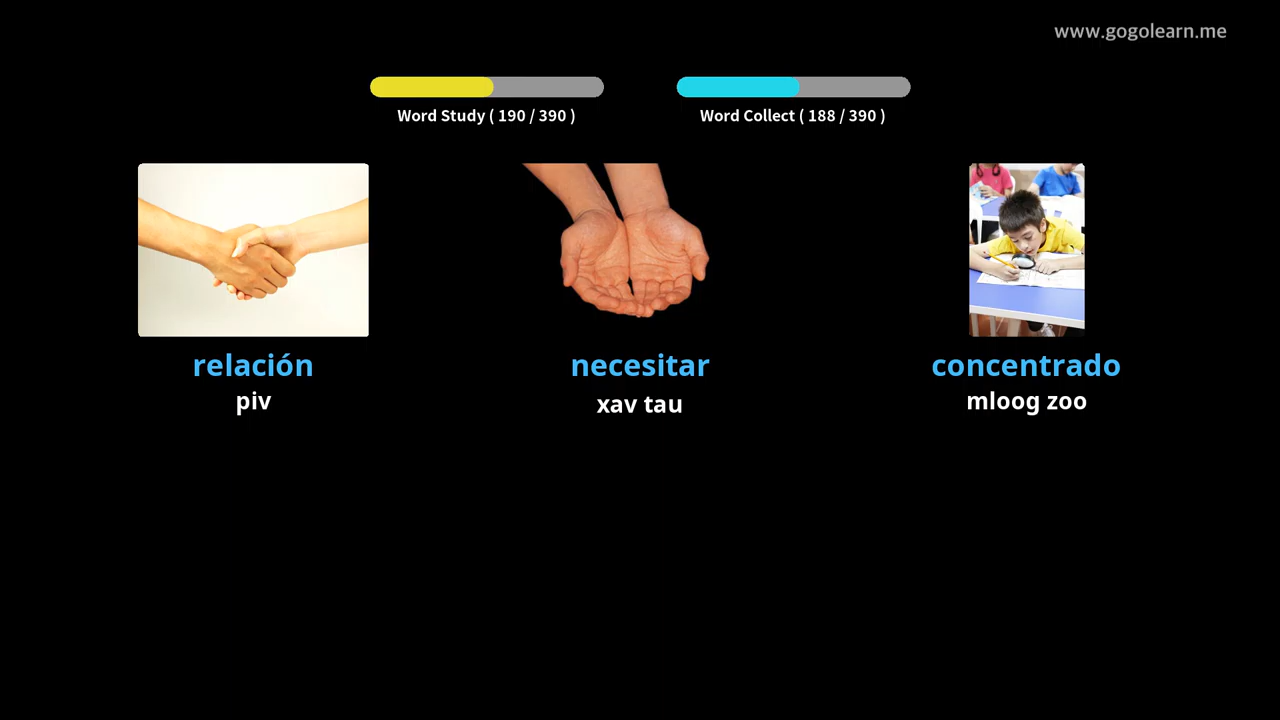 www.gogolearn.me
Word Study ( 190 / 390 )
Word Collect ( 188 / 390 )
relación
piv
necesitar
xav tau
concentrado
mloog zoo